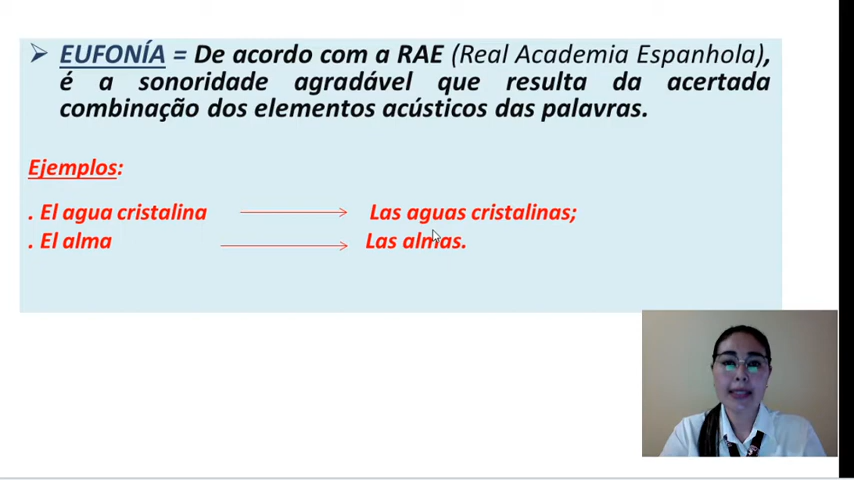 ➢ EUFONÍA = De acordo com a RAE (Real Academia Espanhola),
é a sonoridade agradável que resulta da acertada
combinação dos elementos acústicos das palavras.
Ejemplos:
. El agua cristalina → Las aguas cristalinas;
. El alma → Las almas.